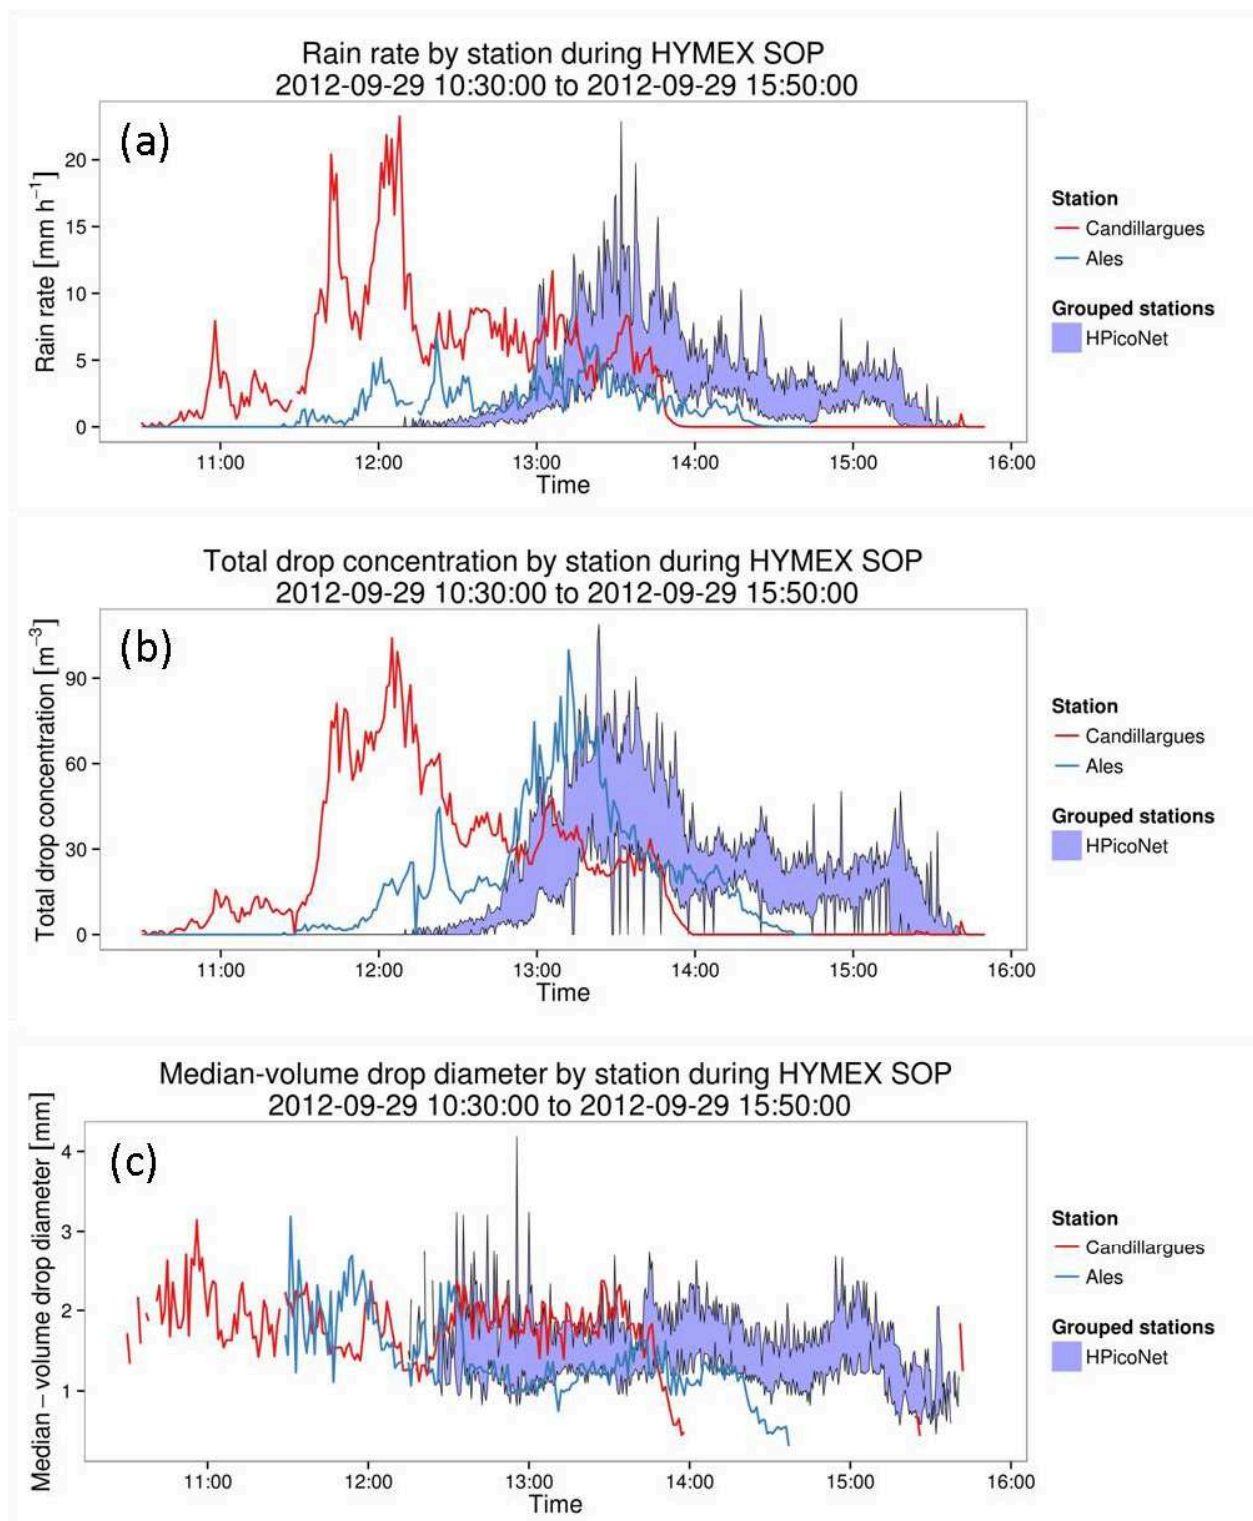 Rain rate by station during HYMEX SOP
2012-09-29 10:30:00 to 2012-09-29 15:50:00
(a)
Rain rate [mm h⁻¹]
20
15
10
5
0
11:00 12:00 13:00 14:00 15:00 16:00
Time
Station
Candillargues
Ales
Grouped stations
HPicoNet
Total drop concentration by station during HYMEX SOP
2012-09-29 10:30:00 to 2012-09-29 15:50:00
(b)
Total drop concentration [m⁻³]
90
60
30
0
11:00 12:00 13:00 14:00 15:00 16:00
Time
Station
Candillargues
Ales
Grouped stations
HPicoNet
Median-volume drop diameter by station during HYMEX SOP
2012-09-29 10:30:00 to 2012-09-29 15:50:00
(c)
Median – volume drop diameter [mm]
4
3
2
1
11:00 12:00 13:00 14:00 15:00 16:00
Time
Station
Candillargues
Ales
Grouped stations
HPicoNet